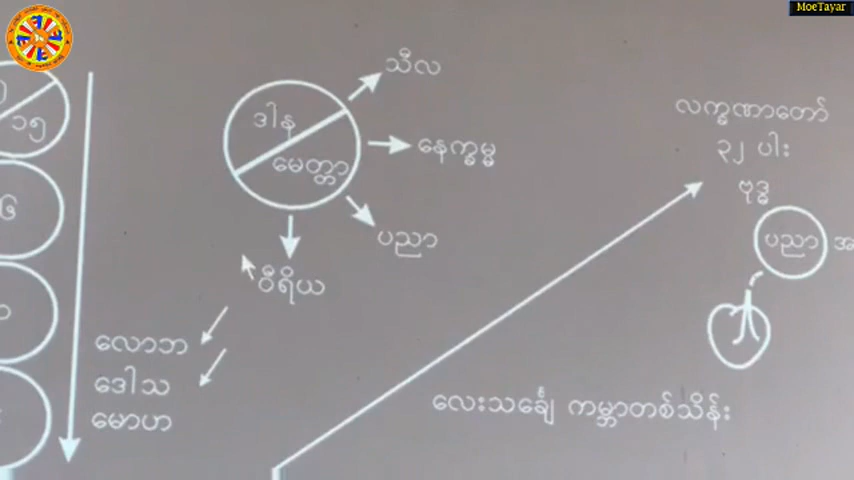 MoeTayar
၁၅
ဒါန
မေတ္တာ
သီလ
နေက္ခမ္မ
ပညာ
ဝီရိယ
လောဘ
ဒေါသ
မောဟ
လက္ခဏာတော်
၃၂ ပါး
ဗုဒ္ဓ
ပညာ
လေးသင်္ချေ ကမ္ဘာတစ်သိန်း